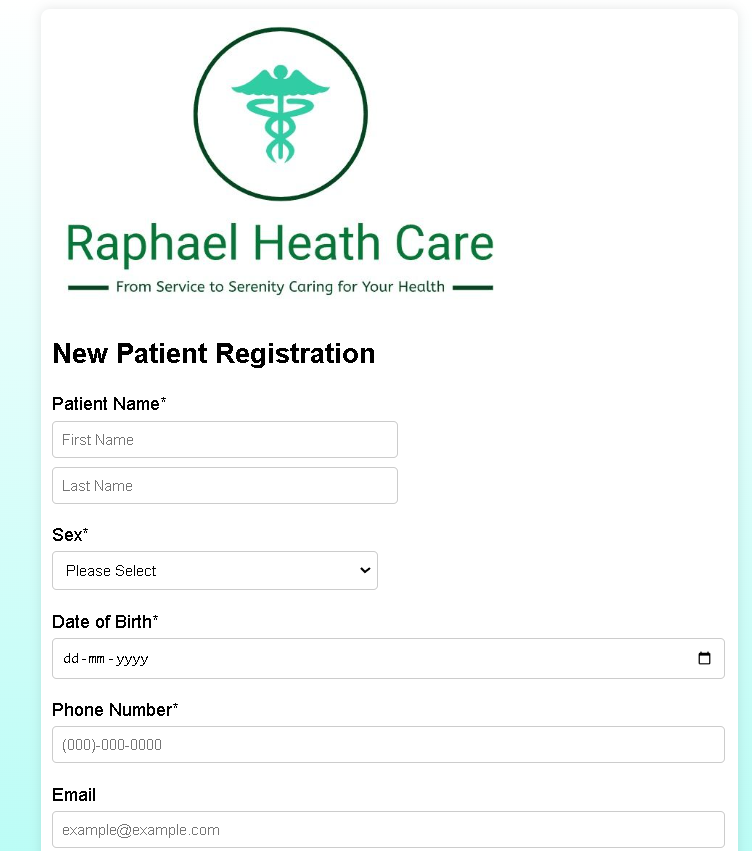 Raphael Heath Care
From Service to Serenity Caring for Your Health
New Patient Registration
Patient Name*
First Name
Last Name
Sex*
Please Select
Date of Birth*
dd-mm-yyyy
Phone Number*
(000)-000-0000
Email
example@example.com